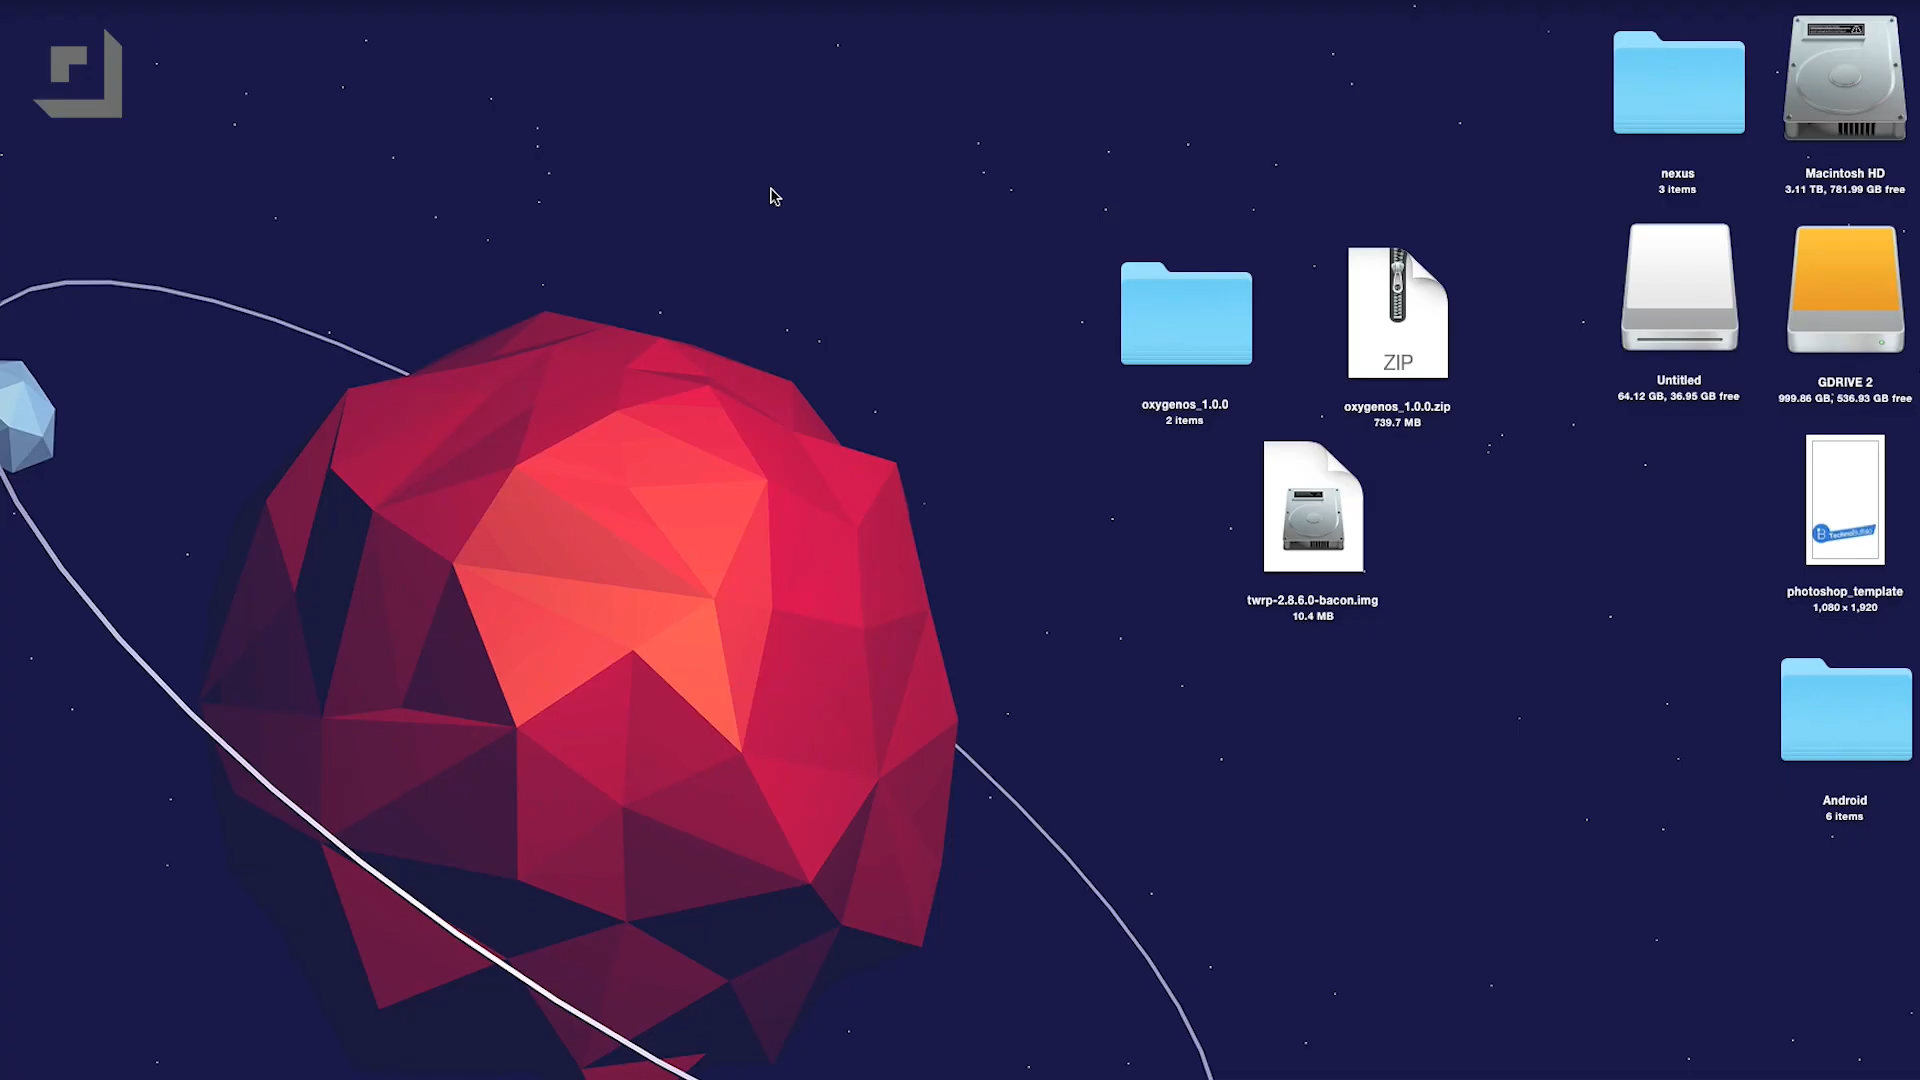 nexus
3 items
Macintosh HD
3.11 TB, 781.99 GB free
oxygenos_1.0.0
2 items
ZIP
oxygenos_1.0.0.zip
739.7 MB
Untitled
64.12 GB, 36.95 GB free
GDRIVE 2
999.86 GB, 536.93 GB free
twrp-2.8.6.0-bacon.img
10.4 MB
photoshop_template
1,080 × 1,920
Android
6 items